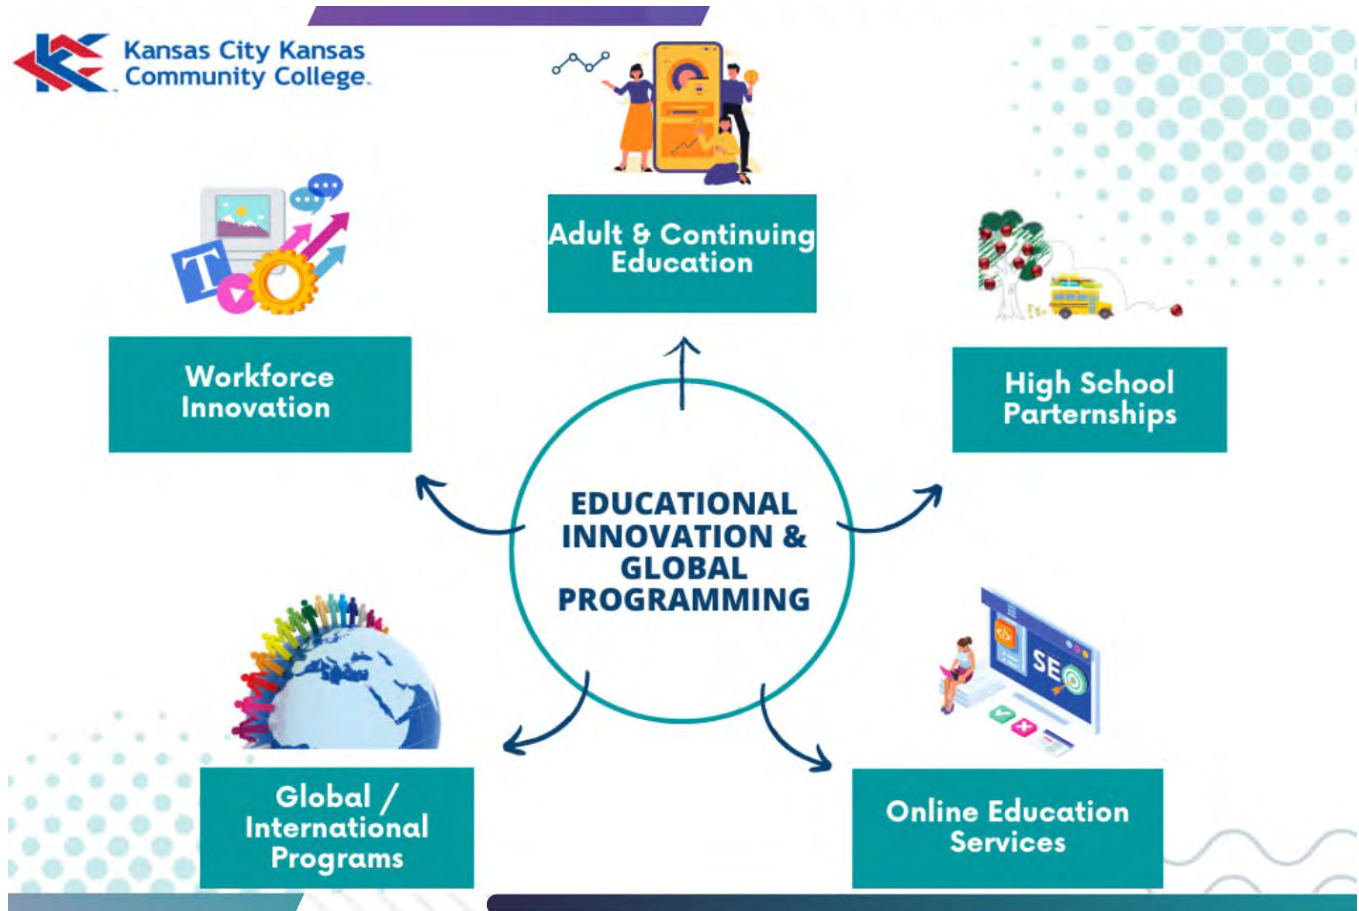 Kansas City Kansas
Community College
Adult & Continuing
Education
Workforce
Innovation
High School
Parternships
EDUCATIONAL
INNOVATION &
GLOBAL
PROGRAMMING
T
SEO
Global /
International
Programs
Online Education
Services